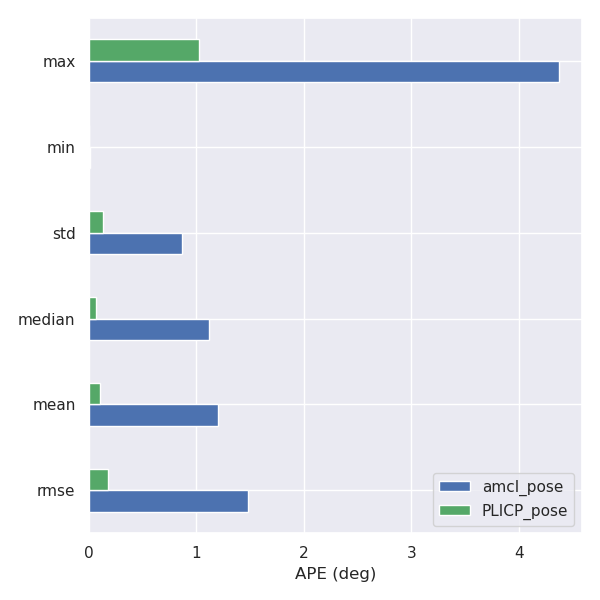 max
min
std
median
mean
rmse
amcl_pose
PLICP_pose
0 1 2 3 4
APE (deg)